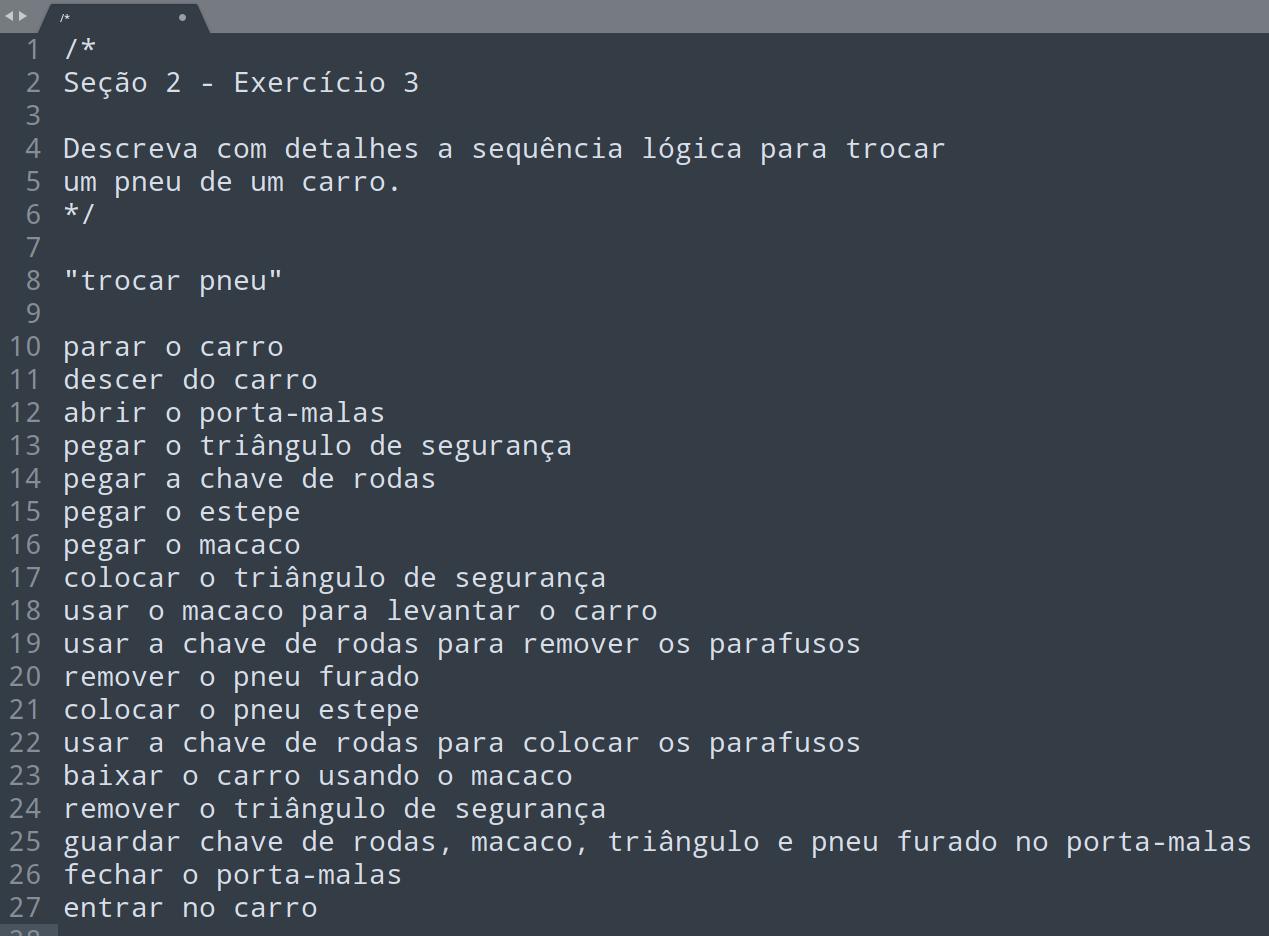 /*
1 /*
2 Seção 2 - Exercício 3
3
4 Descreva com detalhes a sequência lógica para trocar
5 um pneu de um carro.
6 */
7
8 "trocar pneu"
9
10 parar o carro
11 descer do carro
12 abrir o porta-malas
13 pegar o triângulo de segurança
14 pegar a chave de rodas
15 pegar o estepe
16 pegar o macaco
17 colocar o triângulo de segurança
18 usar o macaco para levantar o carro
19 usar a chave de rodas para remover os parafusos
20 remover o pneu furado
21 colocar o pneu estepe
22 usar a chave de rodas para colocar os parafusos
23 baixar o carro usando o macaco
24 remover o triângulo de segurança
25 guardar chave de rodas, macaco, triângulo e pneu furado no porta-malas
26 fechar o porta-malas
27 entrar no carro
28